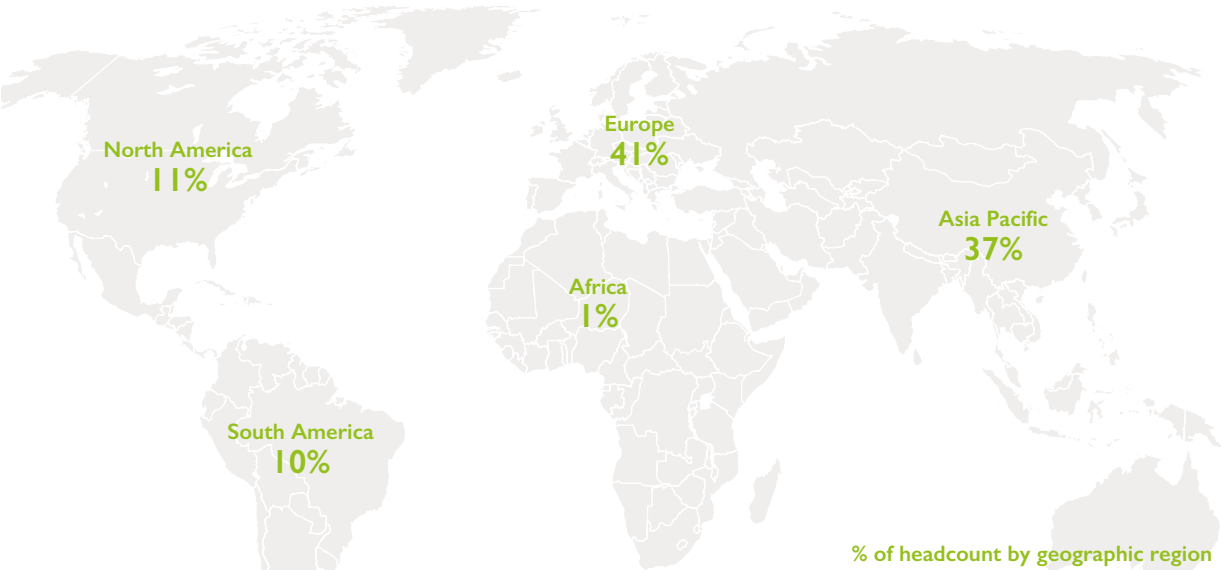 Europe
41%
North America
11%
Asia Pacific
37%
Africa
1%
South America
10%
% of headcount by geographic region